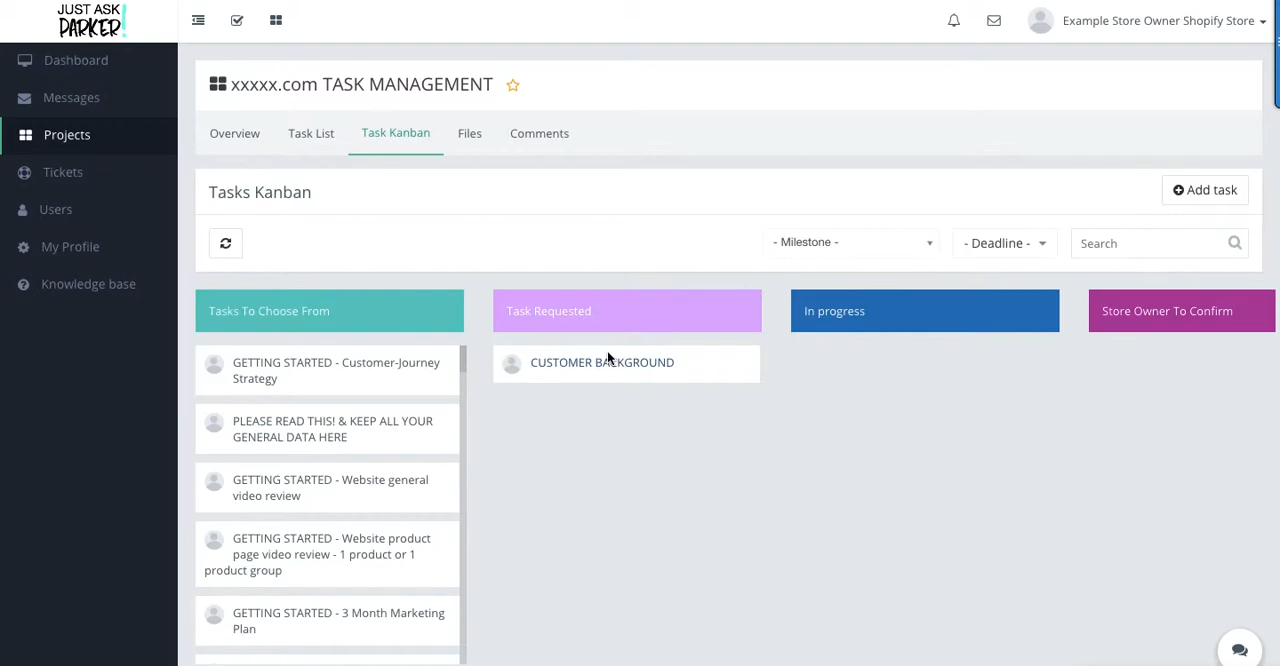 JUST ASK
PARKER!
Example Store Owner Shopify Store
Dashboard
Messages
Projects
Tickets
Users
My Profile
Knowledge base
xxxxx.com TASK MANAGEMENT
Overview
Task List
Task Kanban
Files
Comments
Tasks Kanban
Add task
- Milestone -
- Deadline -
Search
Tasks To Choose From
GETTING STARTED - Customer-Journey
Strategy
PLEASE READ THIS! & KEEP ALL YOUR
GENERAL DATA HERE
GETTING STARTED - Website general
video review
GETTING STARTED - Website product
page video review - 1 product or 1
product group
GETTING STARTED - 3 Month Marketing
Plan
Task Requested
CUSTOMER BACKGROUND
In progress
Store Owner To Confirm